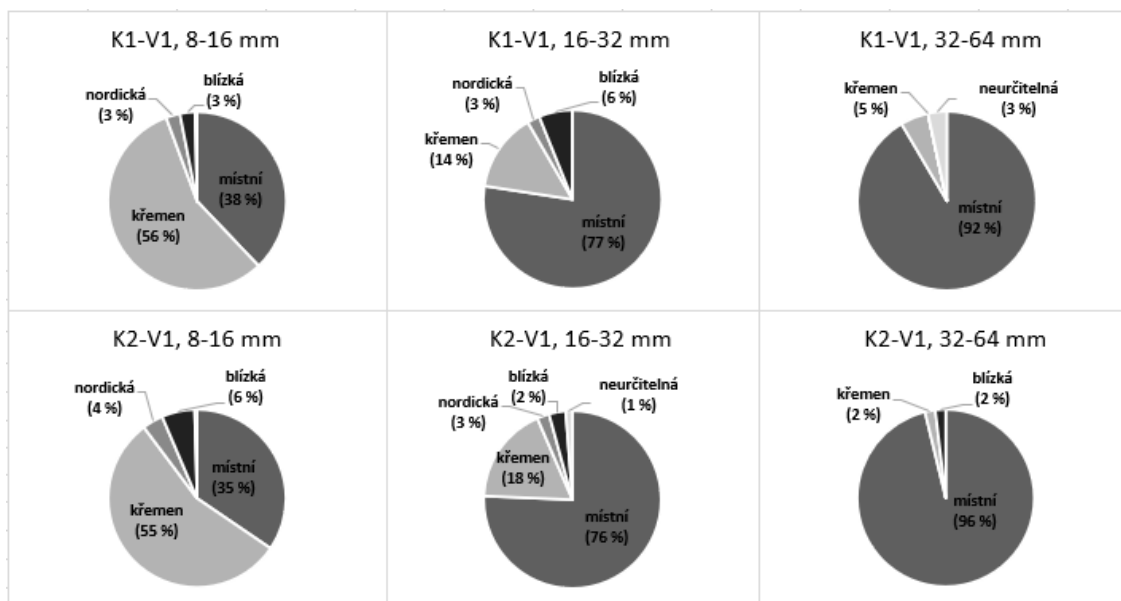 K1-V1, 8-16 mm
blízká
(3 %)
nordická
(3 %)
místní
(38 %)
křemen
(56 %)
K1-V1, 16-32 mm
blízká
(6 %)
nordická
(3 %)
křemen
(14 %)
místní
(77 %)
K1-V1, 32-64 mm
křemen
(5 %)
neurčitelná
(3 %)
místní
(92 %)
K2-V1, 8-16 mm
blízká
(6 %)
nordická
(4 %)
místní
(35 %)
křemen
(55 %)
K2-V1, 16-32 mm
blízká
(2 %)
neurčitelná
(1 %)
nordická
(3 %)
křemen
(18 %)
místní
(76 %)
K2-V1, 32-64 mm
blízká
(2 %)
křemen
(2 %)
místní
(96 %)